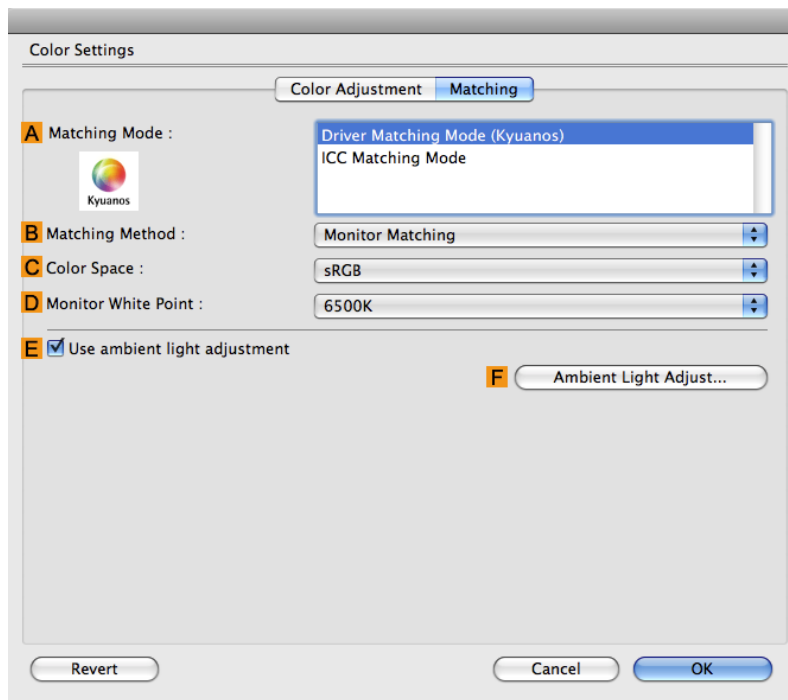 Color Settings
Color Adjustment Matching
A Matching Mode : Driver Matching Mode (Kyuanos)
ICC Matching Mode
Kyuanos
B Matching Method : Monitor Matching
C Color Space : sRGB
D Monitor White Point : 6500K
E Use ambient light adjustment
F Ambient Light Adjust...
Revert Cancel OK